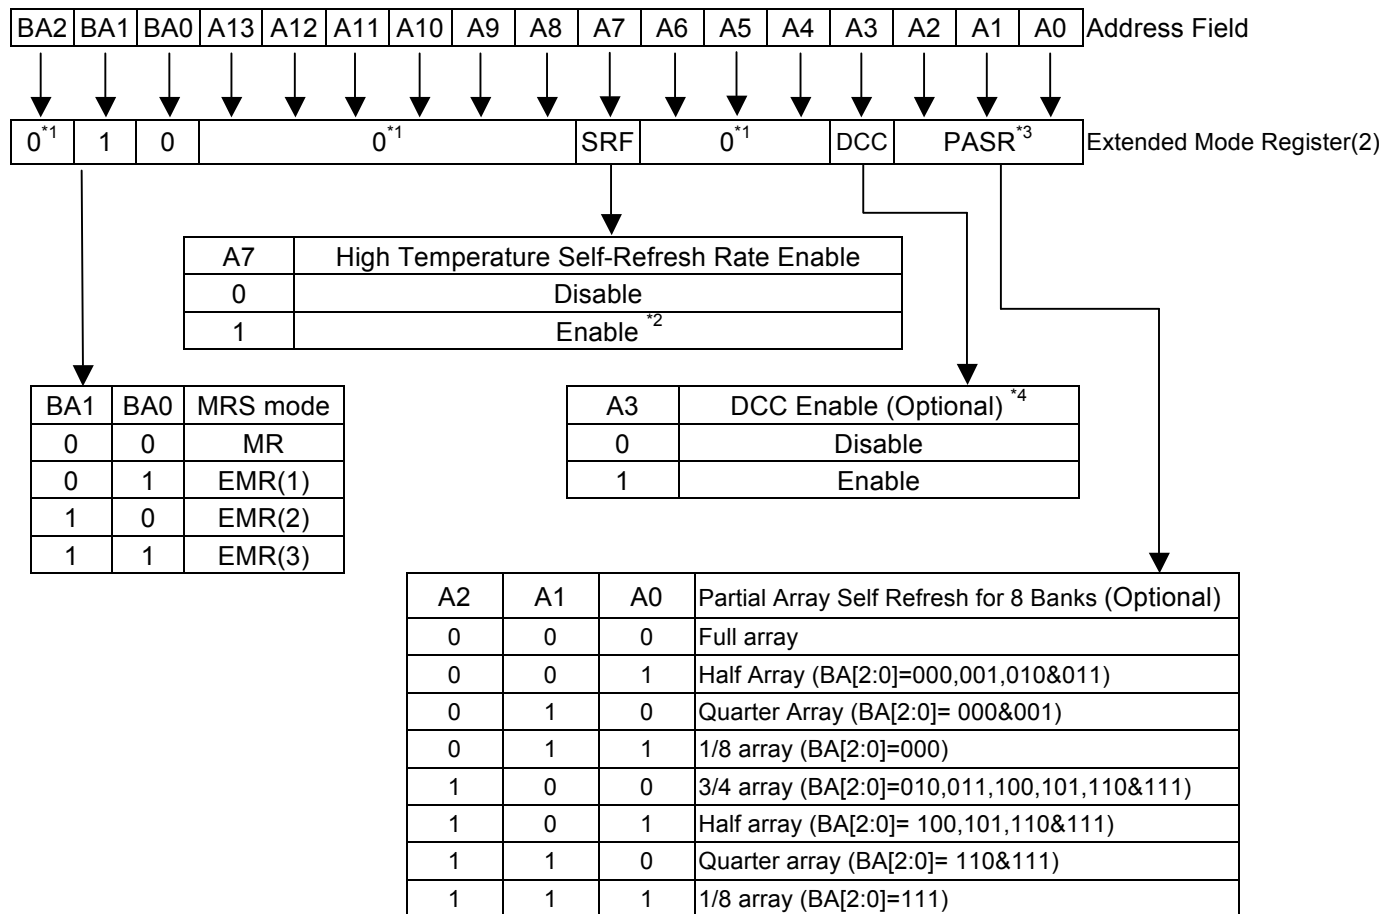 BA2 BA1 BA0 A13 A12 A11 A10 A9 A8 A7 A6 A5 A4 A3 A2 A1 A0 Address Field
0*1 1 0 0*1 SRF 0*1 DCC PASR*3 Extended Mode Register(2)
A7 High Temperature Self-Refresh Rate Enable
0 Disable
1 Enable *2
BA1 BA0 MRS mode
0 0 MR
0 1 EMR(1)
1 0 EMR(2)
1 1 EMR(3)
A3 DCC Enable (Optional) *4
0 Disable
1 Enable
A2 A1 A0 Partial Array Self Refresh for 8 Banks (Optional)
0 0 0 Full array
0 0 1 Half Array (BA[2:0]=000,001,010&011)
0 1 0 Quarter Array (BA[2:0]= 000&001)
0 1 1 1/8 array (BA[2:0]=000)
1 0 0 3/4 array (BA[2:0]=010,011,100,101,110&111)
1 0 1 Half array (BA[2:0]= 100,101,110&111)
1 1 0 Quarter array (BA[2:0]= 110&111)
1 1 1 1/8 array (BA[2:0]=111)